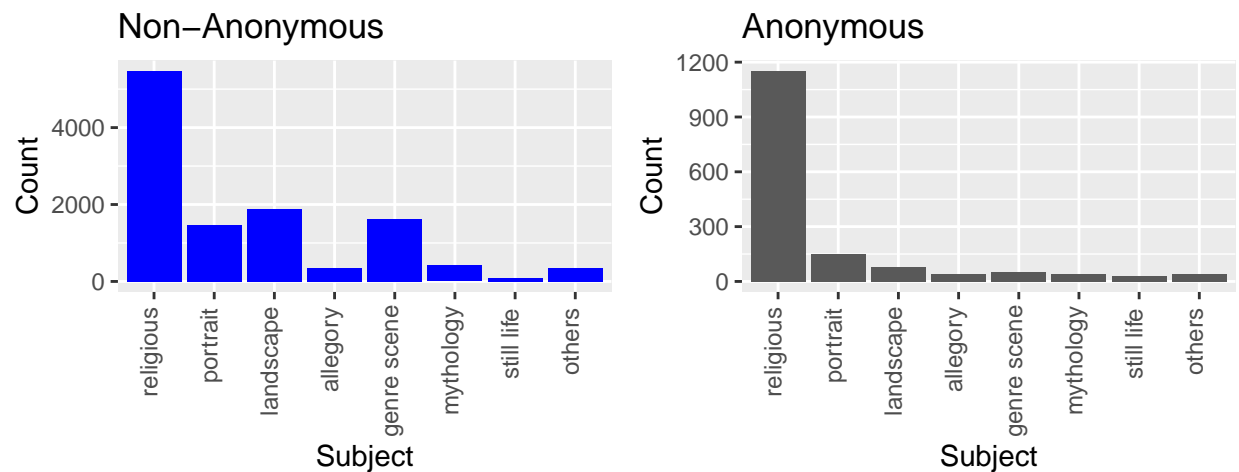 Non−Anonymous
Count
4000
2000
0
religious
portrait
landscape
allegory
genre scene
mythology
still life
others
Subject
Anonymous
Count
1200
900
600
300
0
religious
portrait
landscape
allegory
genre scene
mythology
still life
others
Subject